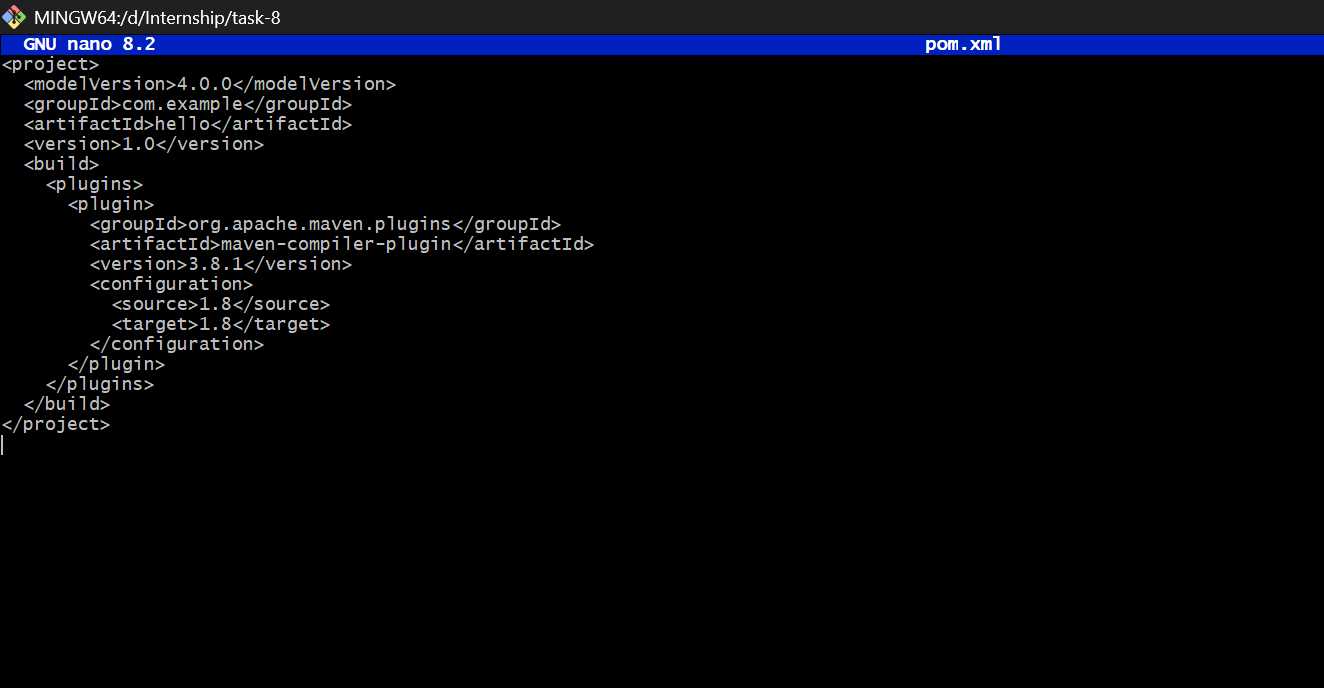 MINGW64:/d/Internship/task-8
GNU nano 8.2 pom.xml
<project>
  <modelVersion>4.0.0</modelVersion>
  <groupId>com.example</groupId>
  <artifactId>hello</artifactId>
  <version>1.0</version>
  <build>
    <plugins>
      <plugin>
        <groupId>org.apache.maven.plugins</groupId>
        <artifactId>maven-compiler-plugin</artifactId>
        <version>3.8.1</version>
        <configuration>
          <source>1.8</source>
          <target>1.8</target>
        </configuration>
      </plugin>
    </plugins>
  </build>
</project>